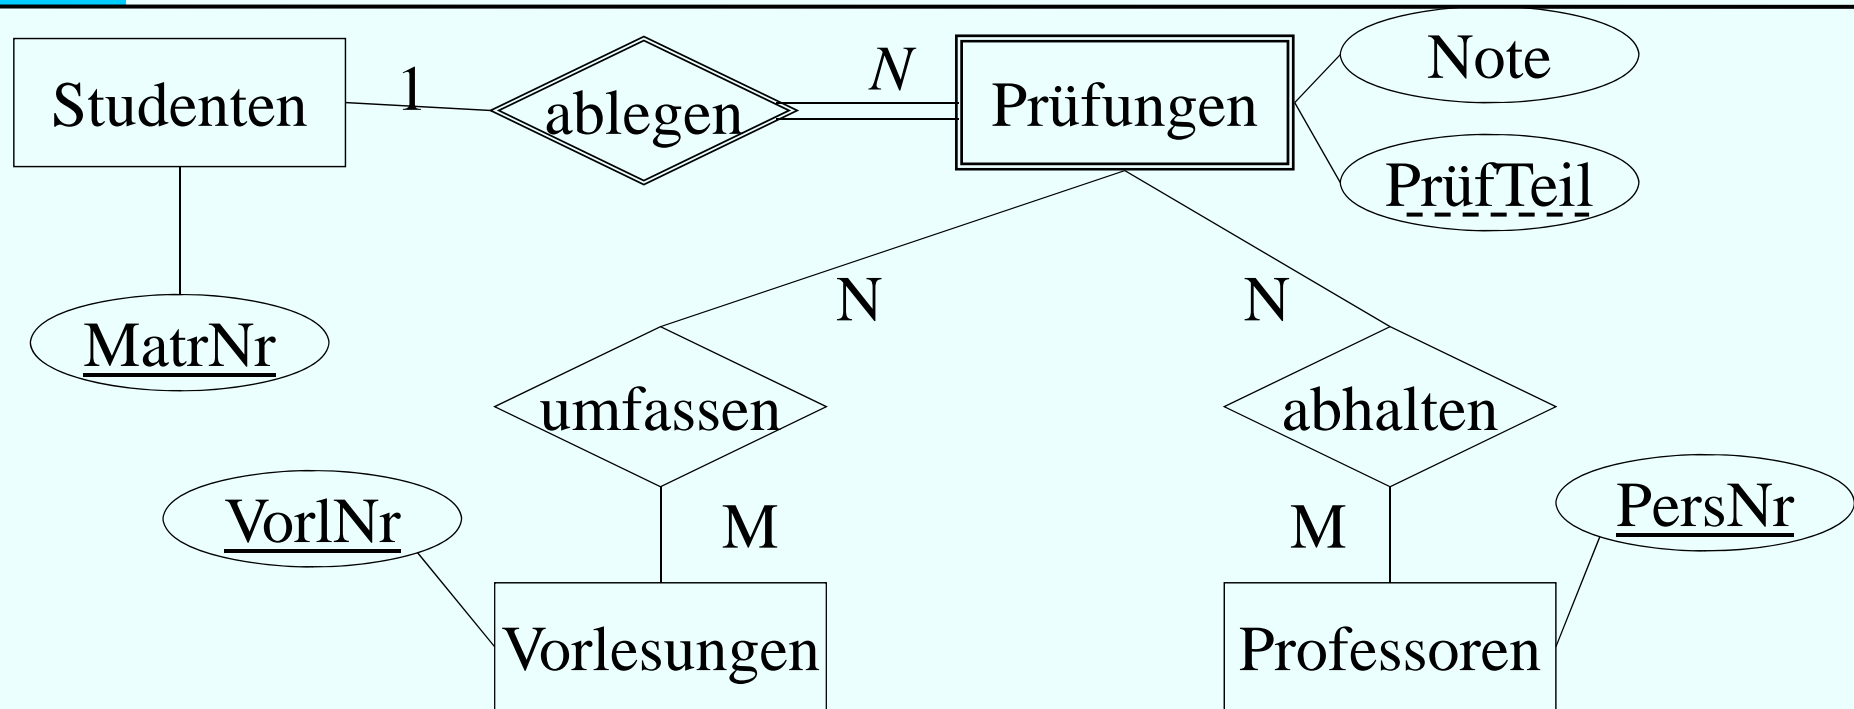 Note
1
N
Studenten
ablegen
Prüfungen
PrüfTeil
N
N
MatrNr
umfassen
abhalten
VorlNr
M
M
PersNr
Vorlesungen
Professoren